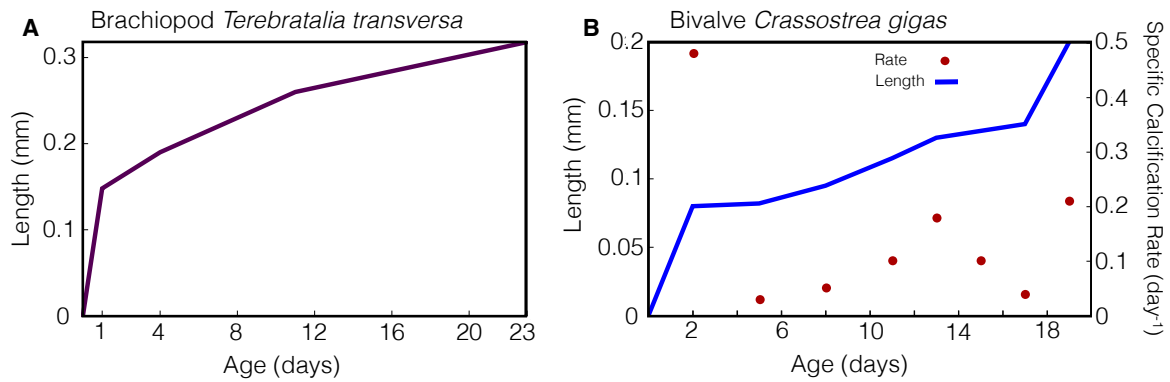 A
Brachiopod Terebratalia transversa
0.3
0.2
0.1
0
Length (mm)
1
4
8
12
16
20
23
Age (days)
B
Bivalve Crassostrea gigas
0.2
0.15
0.1
0.05
0
Length (mm)
Rate
Length
2
6
10
14
18
Age (days)
0.5
0.4
0.3
0.2
0.1
0
Specific Calcification
Rate (day-1)